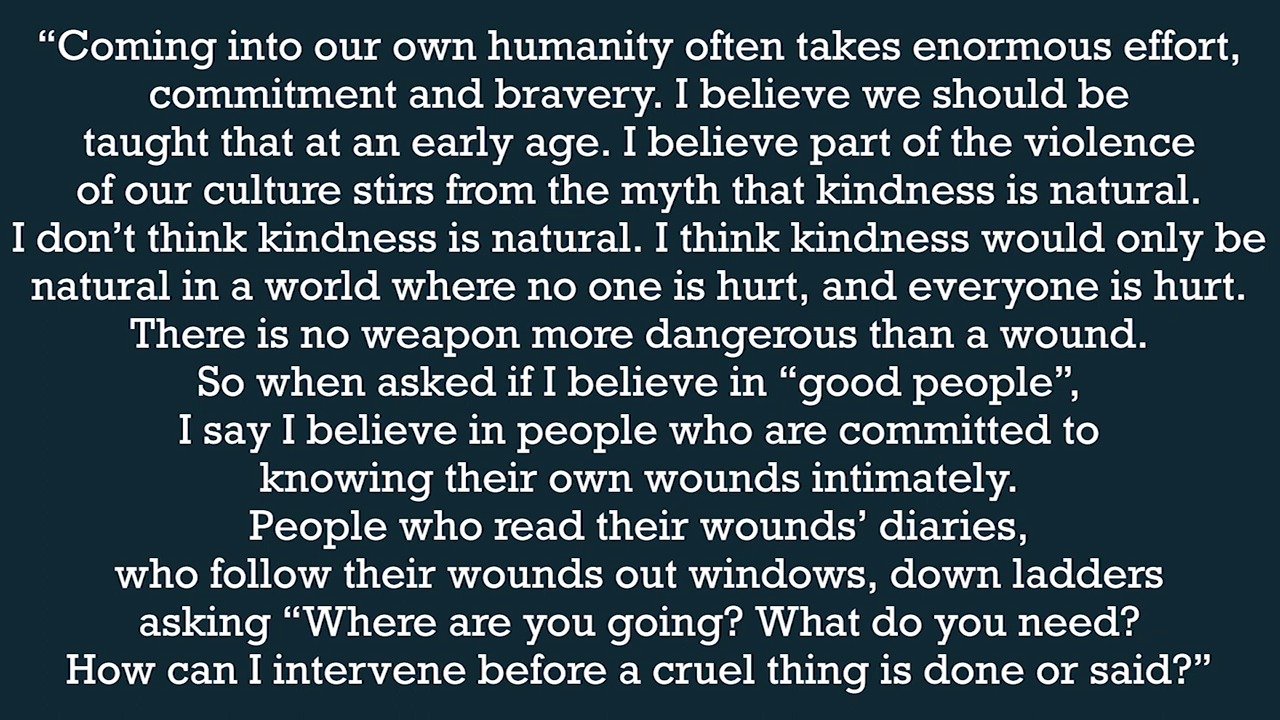 “Coming into our own humanity often takes enormous effort,
commitment and bravery. I believe we should be
taught that at an early age. I believe part of the violence
of our culture stirs from the myth that kindness is natural.
I don’t think kindness is natural. I think kindness would only be
natural in a world where no one is hurt, and everyone is hurt.
There is no weapon more dangerous than a wound.
So when asked if I believe in “good people”,
I say I believe in people who are committed to
knowing their own wounds intimately.
People who read their wounds’ diaries,
who follow their wounds out windows, down ladders
asking “Where are you going? What do you need?
How can I intervene before a cruel thing is done or said?”